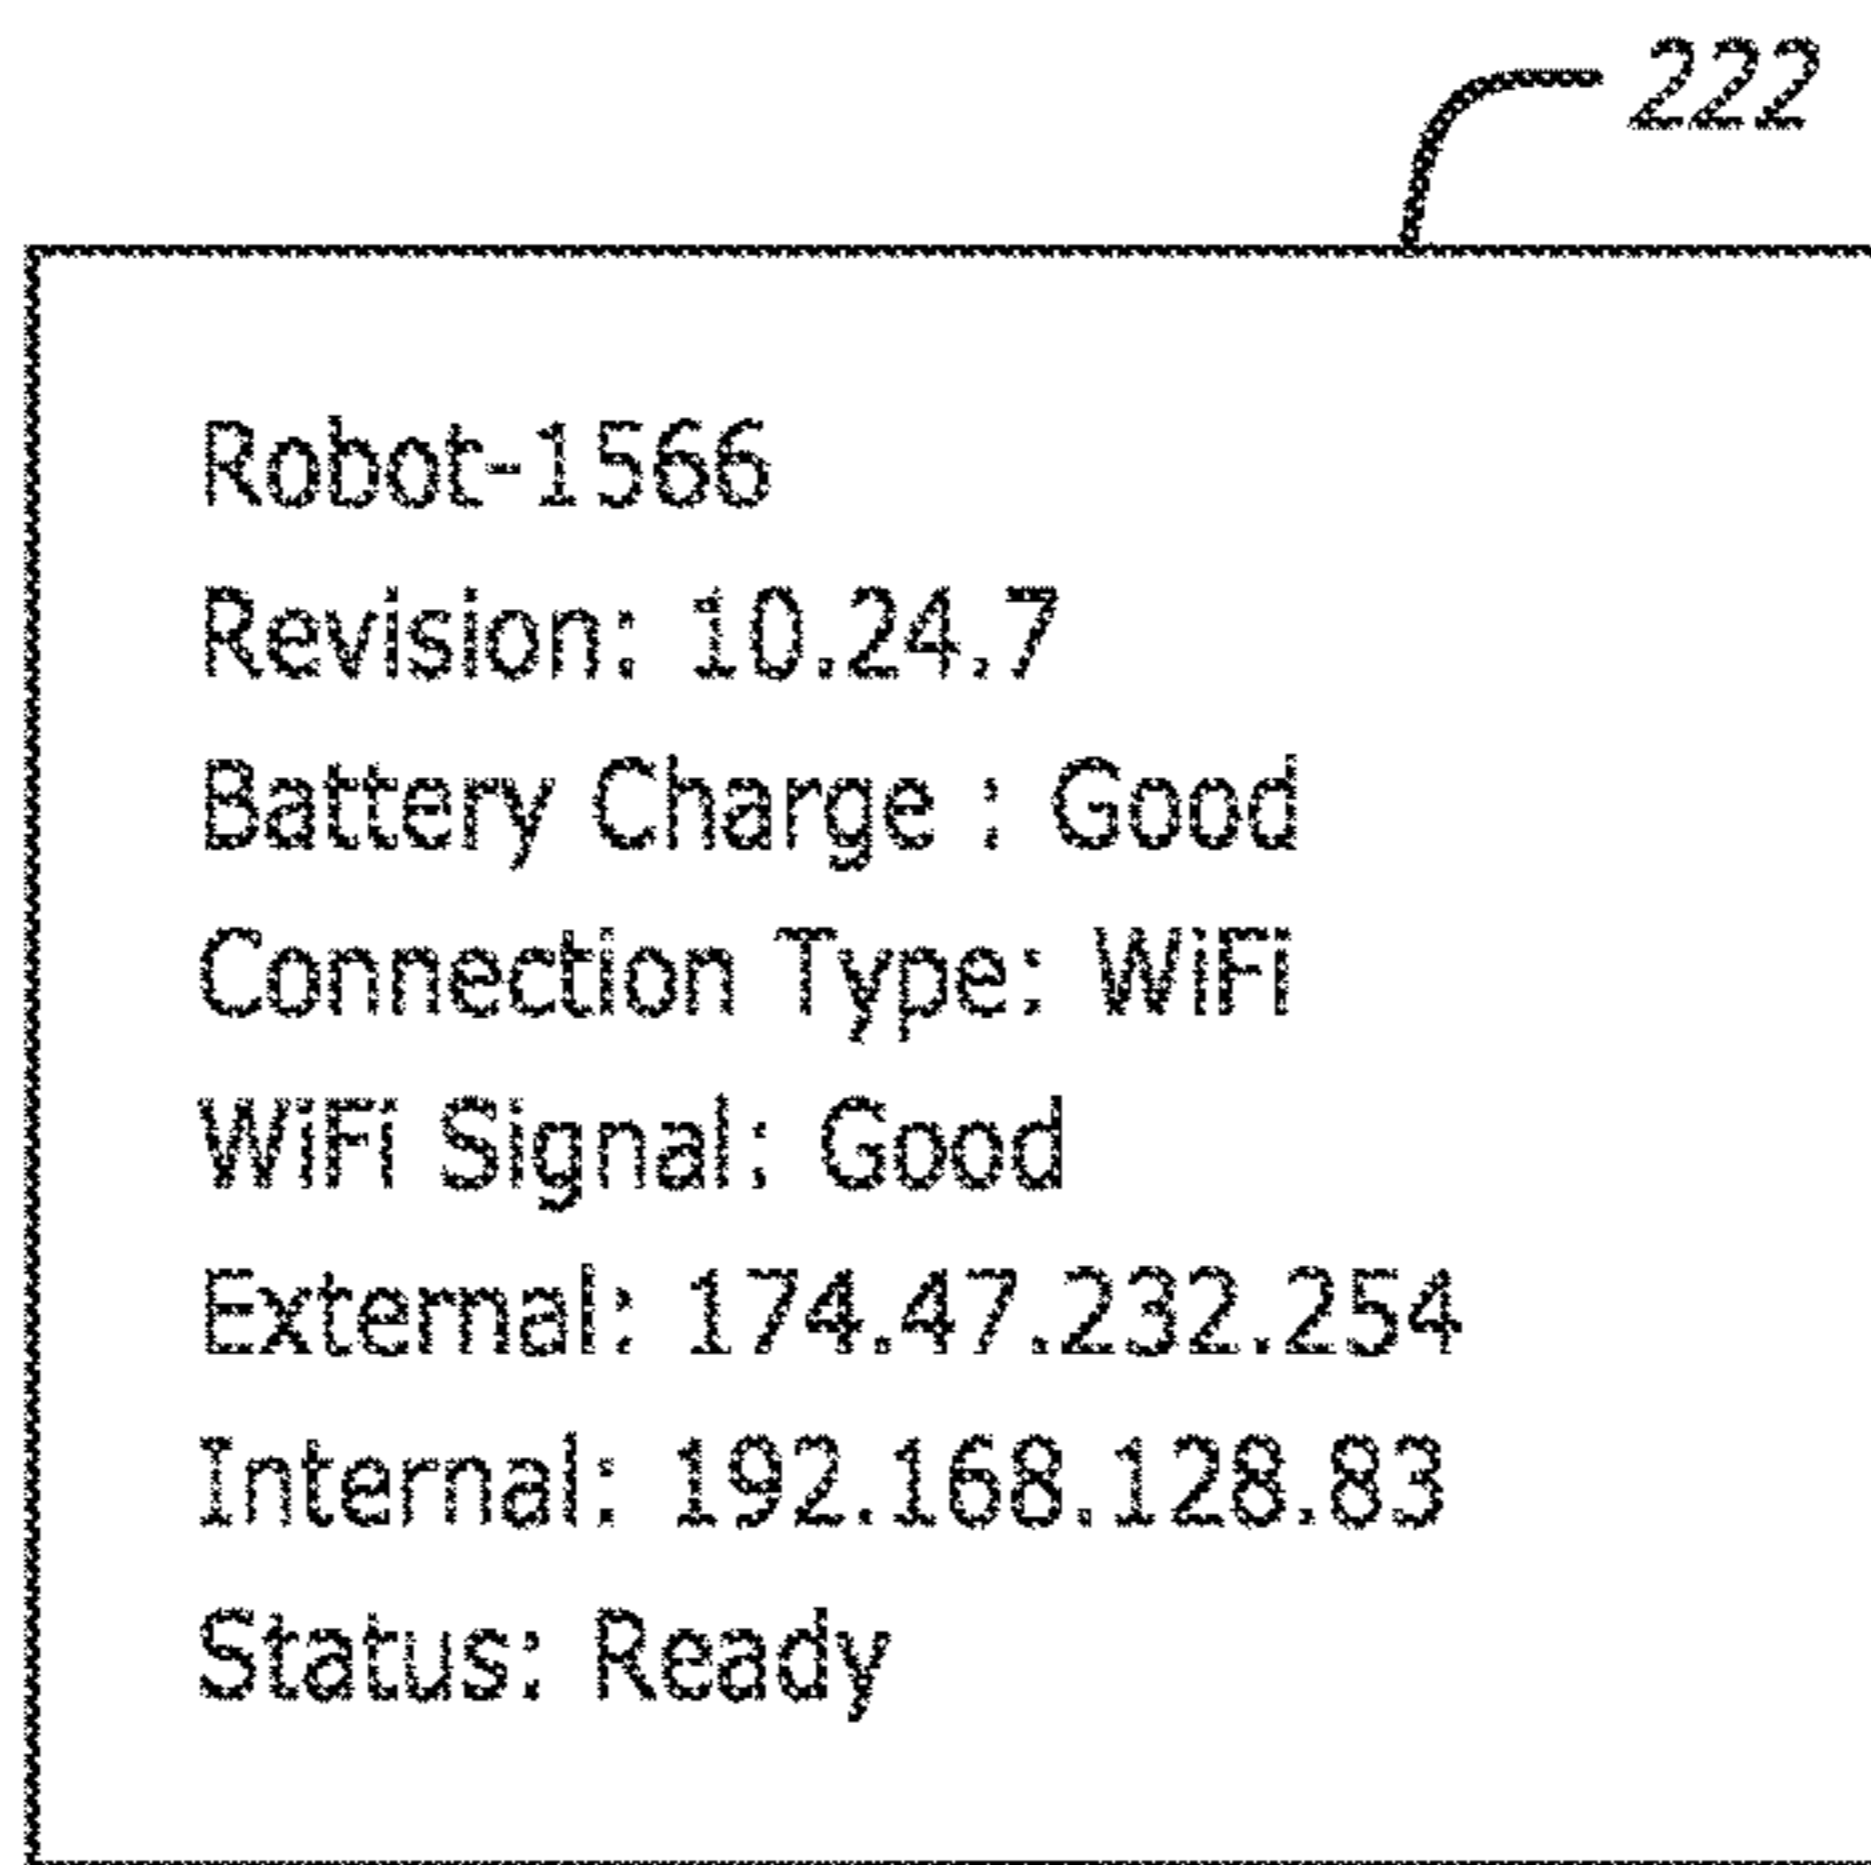 222
Robot-1566
Revision: 10.24.7
Battery Charge : Good
Connection Type: WiFi
WiFi Signal: Good
External: 174.47.232.254
Internal: 192.168.128.83
Status: Ready